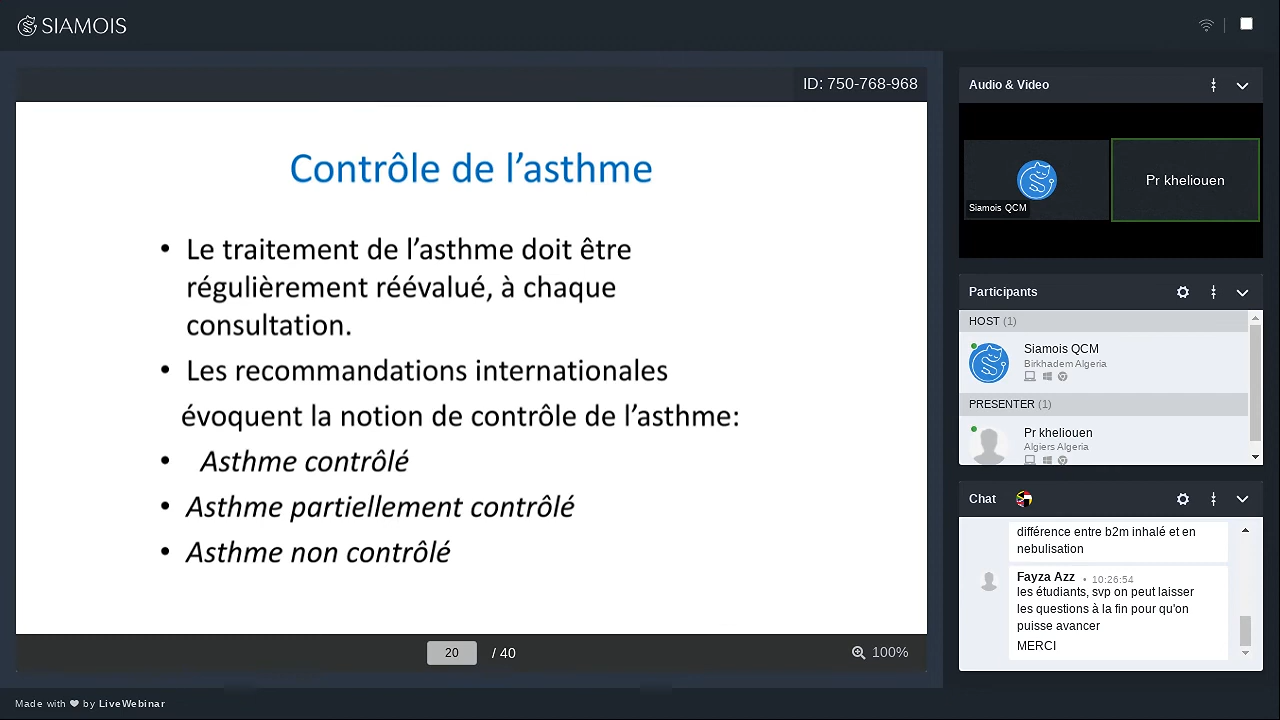 SIAMOIS
ID: 750-768-968
Contrôle de l’asthme
• Le traitement de l’asthme doit être
régulièrement réévalué, à chaque
consultation.
• Les recommandations internationales
évoquent la notion de contrôle de l’asthme:
• Asthme contrôlé
• Asthme partiellement contrôlé
• Asthme non contrôlé
20 / 40
100%
Made with ❤ by LiveWebinar
Audio & Video
Siamois QCM
Pr kheliouen
Participants
HOST (1)
Siamois QCM
Birkhadem Algeria
PRESENTER (1)
Pr kheliouen
Algiers Algeria
Chat
différence entre b2m inhalé et en
nebulisation
Fayza Azz • 10:26:54
les étudiants, svp on peut laisser
les questions à la fin pour qu'on
puisse avancer
MERCI